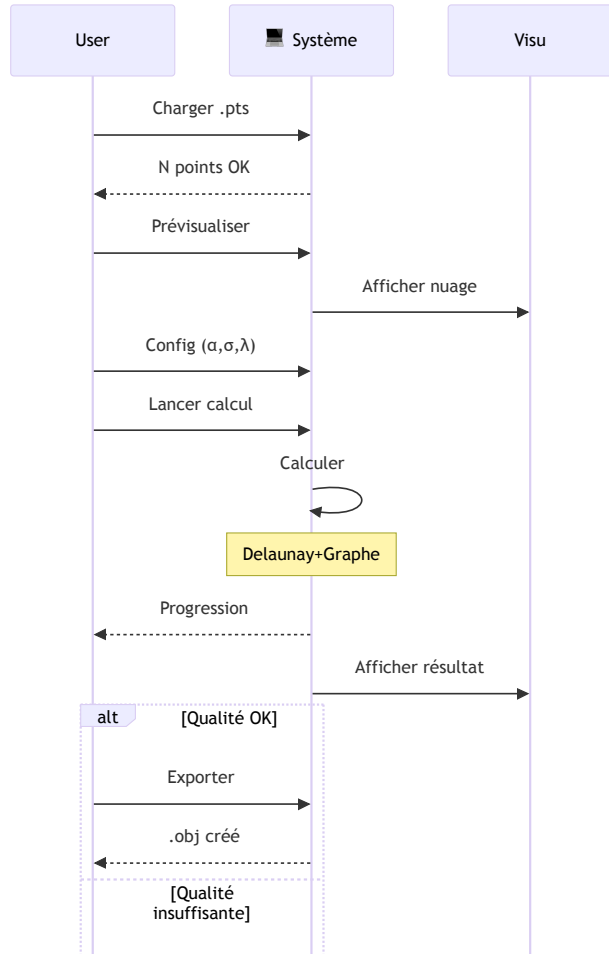 User
💻 Système
Visu
Charger .pts
N points OK
Prévisualiser
Afficher nuage
Config (α,σ,λ)
Lancer calcul
Calculer
Delaunay+Graphe
Progression
Afficher résultat
alt
[Qualité OK]
Exporter
.obj créé
[Qualité
insuffisante]